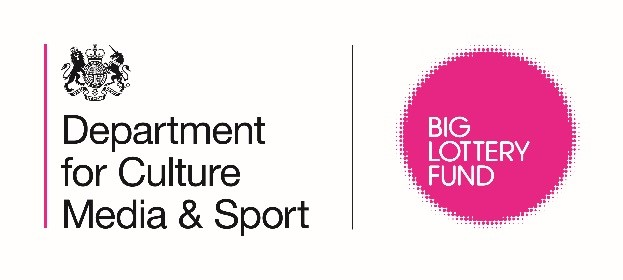 Department
for Culture
Media & Sport
BIG
LOTTERY
FUND